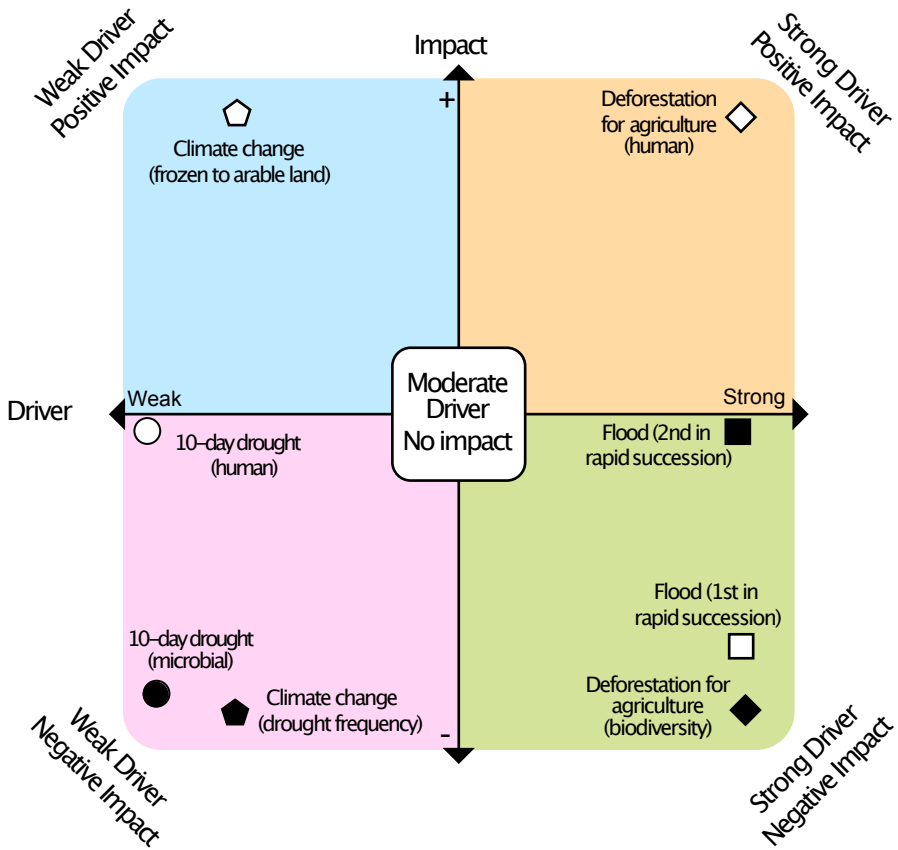 Weak Driver
Positive Impact
Impact
Strong Driver
Positive Impact
+
Climate change
(frozen to arable land)
Deforestation
for agriculture
(human)
Driver
Weak
Moderate
Driver
No impact
Strong
10–day drought
(human)
Flood (2nd in
rapid succession)
Flood (1st in
rapid succession)
10–day drought
(microbial)
Climate change
(drought frequency)
Deforestation for
agriculture
(biodiversity)
-
Weak Driver
Negative Impact
Strong Driver
Negative Impact